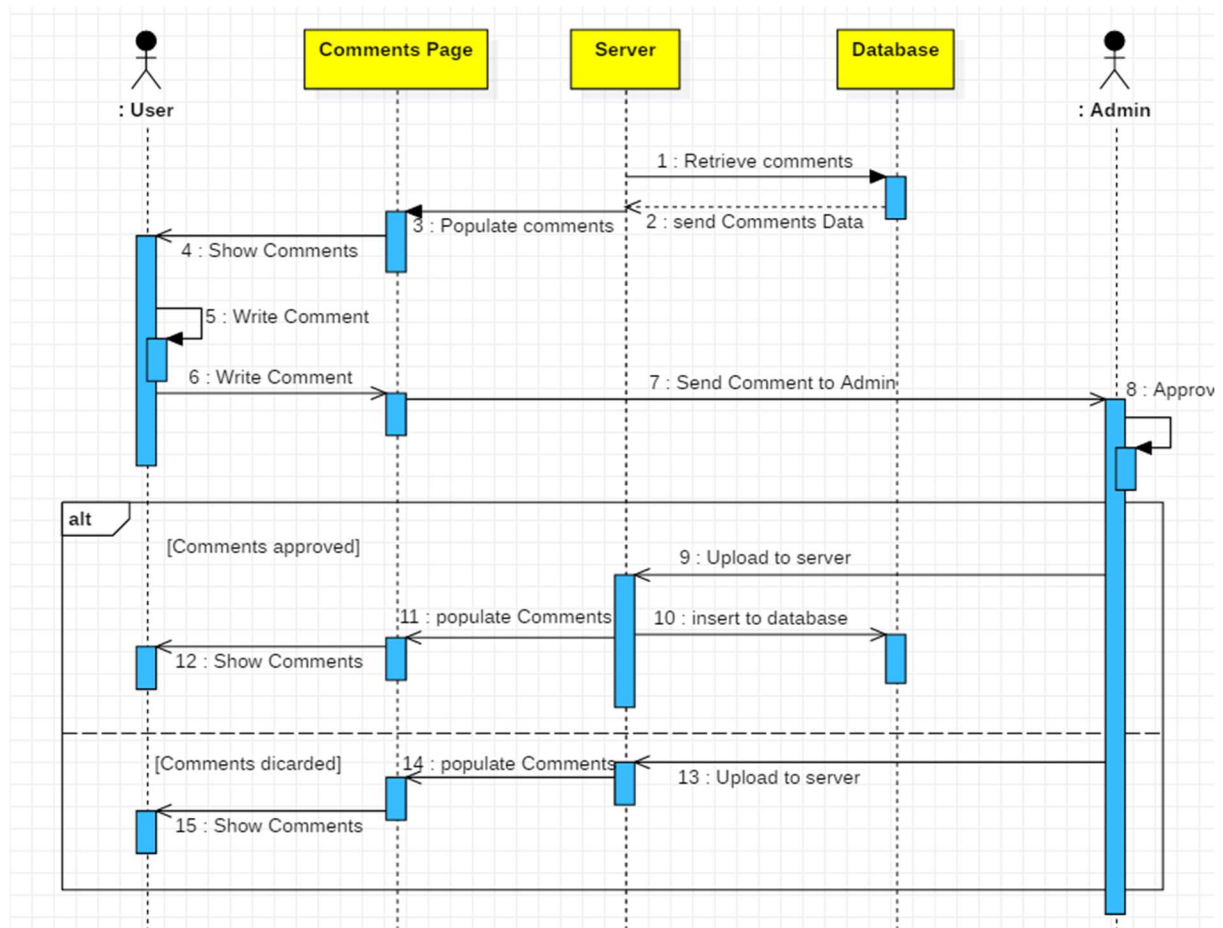 Comments Page
Server
Database
: User
: Admin
1 : Retrieve comments
2 : send Comments Data
3 : Populate comments
4 : Show Comments
5 : Write Comment
6 : Write Comment
7 : Send Comment to Admin
8 : Approv
alt
[Comments approved]
9 : Upload to server
11 : populate Comments
10 : insert to database
12 : Show Comments
[Comments dicarded]
14 : populate Comments
13 : Upload to server
15 : Show Comments